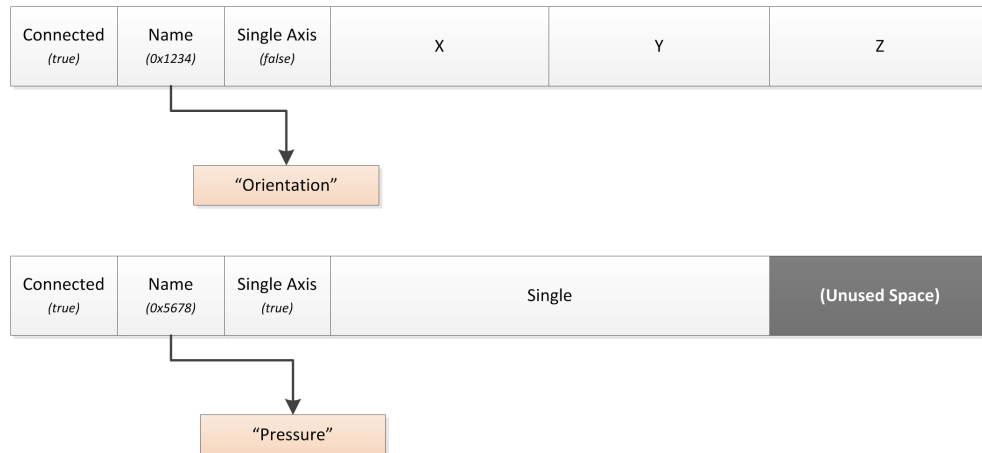 Connected
(true)
Name
(0x1234)
Single Axis
(false)
X
Y
Z
“Orientation”
Connected
(true)
Name
(0x5678)
Single Axis
(true)
Single
(Unused Space)
“Pressure”